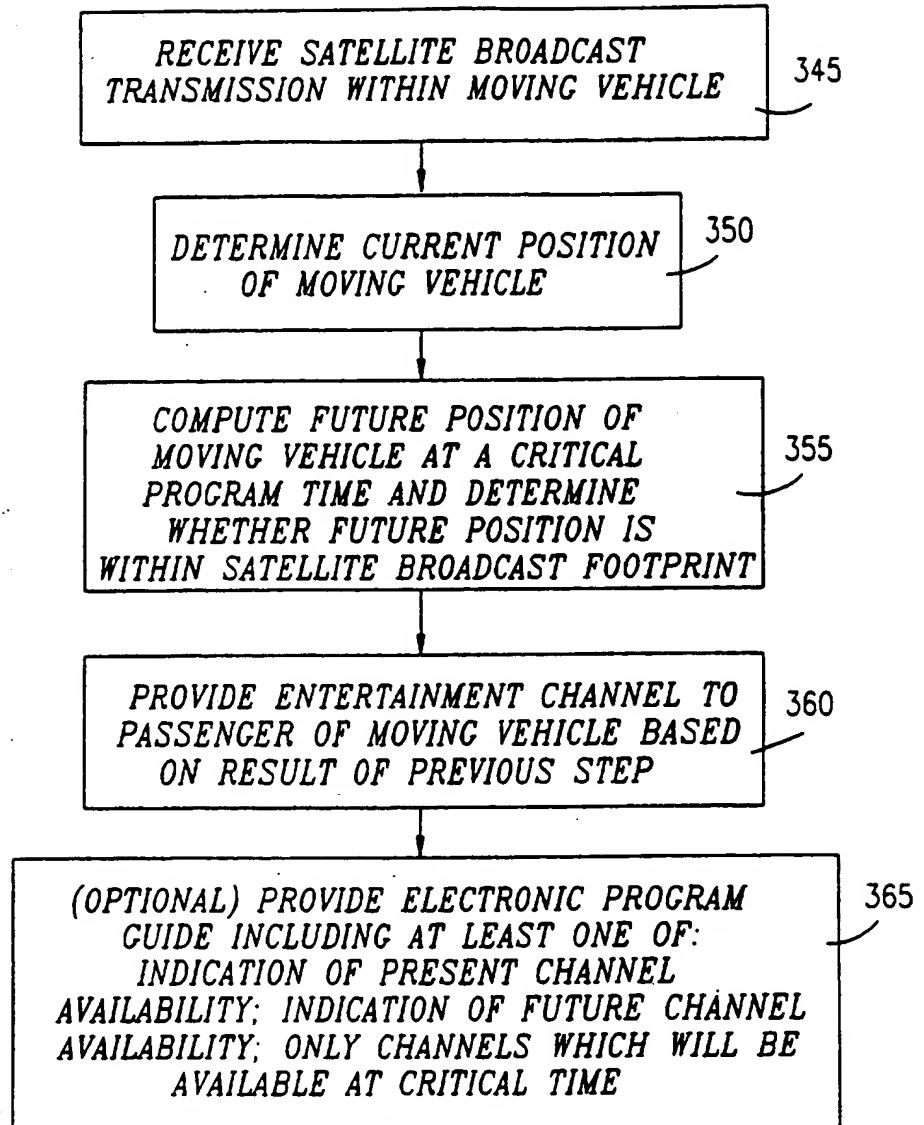 RECEIVE SATELLITE BROADCAST
TRANSMISSION WITHIN MOVING VEHICLE
345
DETERMINE CURRENT POSITION
OF MOVING VEHICLE
350
COMPUTE FUTURE POSITION OF
MOVING VEHICLE AT A CRITICAL
PROGRAM TIME AND DETERMINE
WHETHER FUTURE POSITION IS
WITHIN SATELLITE BROADCAST FOOTPRINT
355
PROVIDE ENTERTAINMENT CHANNEL TO
PASSENGER OF MOVING VEHICLE BASED
ON RESULT OF PREVIOUS STEP
360
(OPTIONAL) PROVIDE ELECTRONIC PROGRAM
GUIDE INCLUDING AT LEAST ONE OF:
INDICATION OF PRESENT CHANNEL
AVAILABILITY; INDICATION OF FUTURE CHANNEL
AVAILABILITY; ONLY CHANNELS WHICH WILL BE
AVAILABLE AT CRITICAL TIME
365